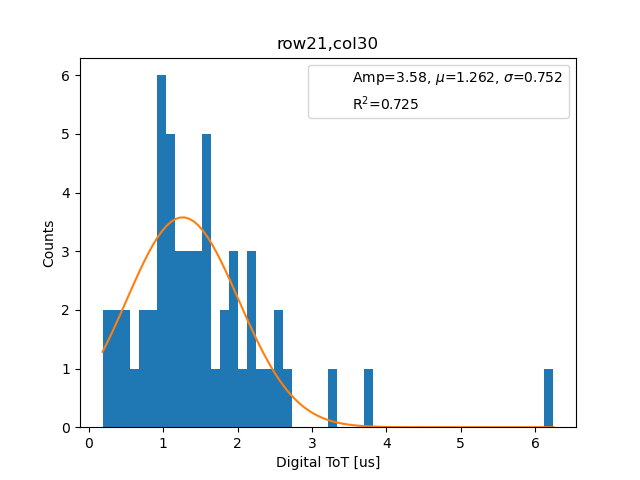 row21,col30
Amp=3.58, μ=1.262, σ=0.752
R²=0.725
Counts
6
5
4
3
2
1
0
0 1 2 3 4 5 6
Digital ToT [us]